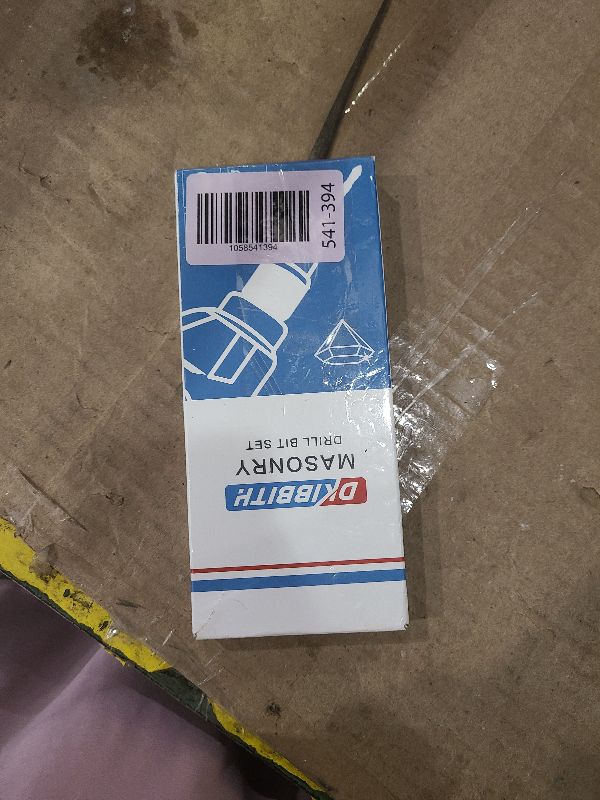 1058541394
541-394
DKIBBITH
MASONRY
DRILL BIT SET